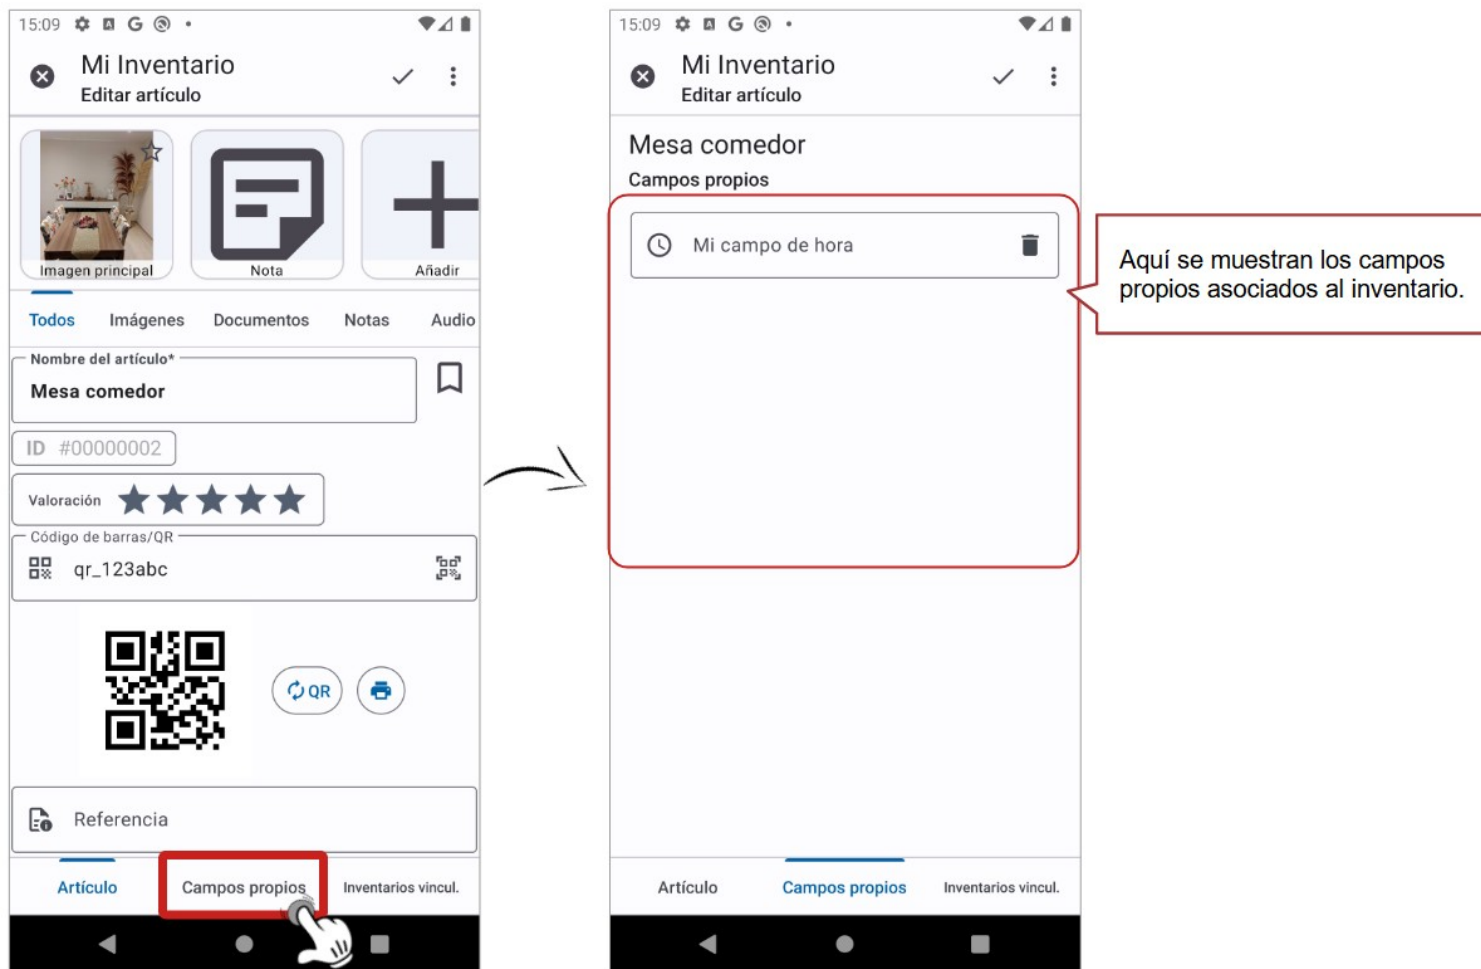 15:09
Mi Inventario
Editar artículo
Imagen principal
Nota
Añadir
Todos Imágenes Documentos Notas Audio
Nombre del artículo*
Mesa comedor
ID #00000002
Valoración
Código de barras/QR
qr_123abc
QR
Referencia
Artículo Campos propios Inventarios vincul.
15:09
Mi Inventario
Editar artículo
Mesa comedor
Campos propios
Mi campo de hora
Artículo Campos propios Inventarios vincul.
Aquí se muestran los campos
propios asociados al inventario.